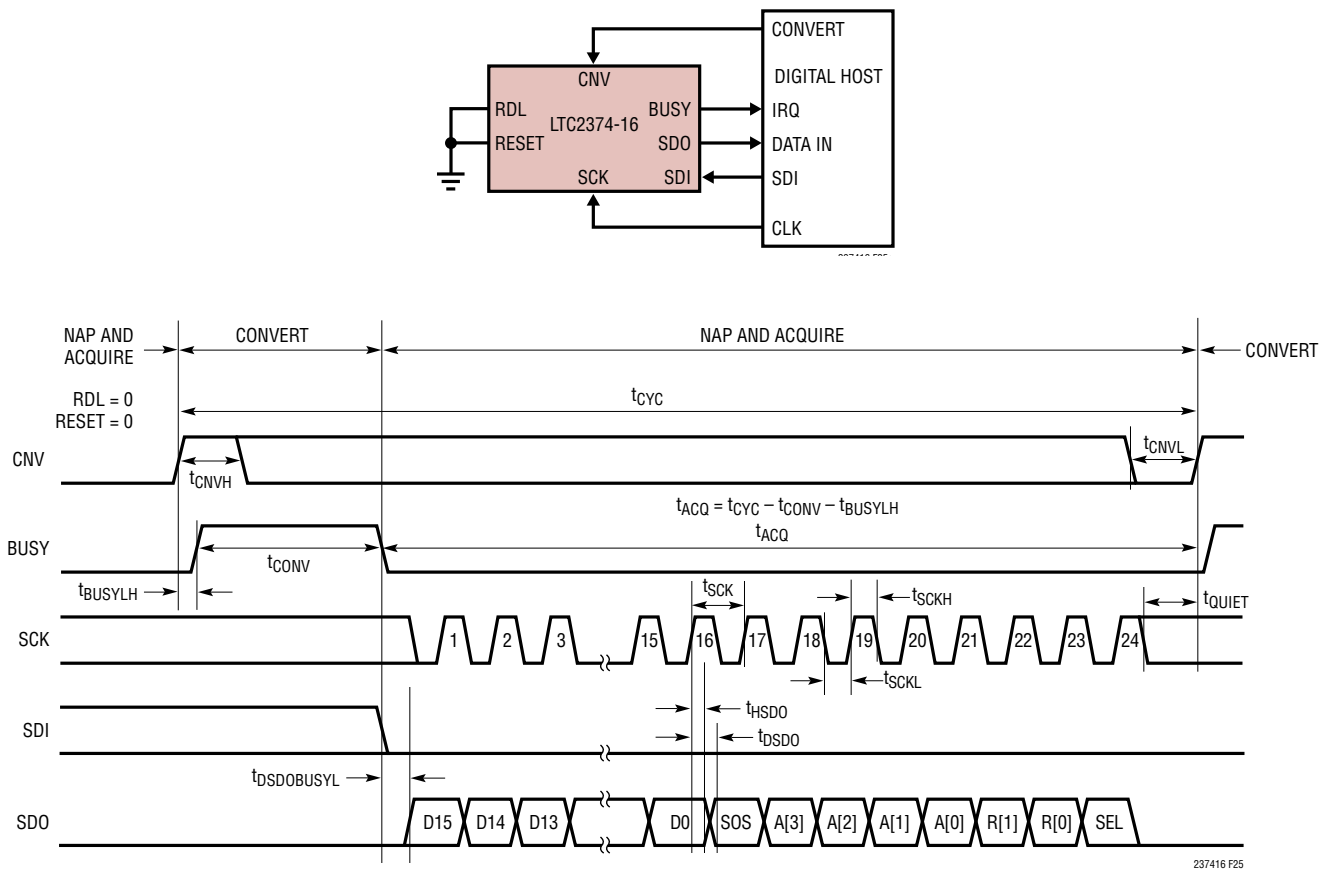 CONVERT
CNV
DIGITAL HOST
RDL
BUSY
IRQ
LTC2374-16
RESET
SDO
DATA IN
SCK
SDI
SDI
CLK
NAP AND
ACQUIRE
CONVERT
NAP AND ACQUIRE
CONVERT
RDL = 0
RESET = 0
tCYC
CNV
tCNVH
tCNVL
tACQ = tCYC – tCONV – tBUSYLH
BUSY
tCONV
tACQ
tBUSYLH
tSCK
tSCKH
tQUIET
SCK
1 2 3 15 16 17 18 19 20 21 22 23 24
tSCKL
tHSDO
SDI
tDSDO
tDSDOBUSYL
SDO
D15 D14 D13 D0 SOS A[3] A[2] A[1] A[0] R[1] R[0] SEL
237416 F25